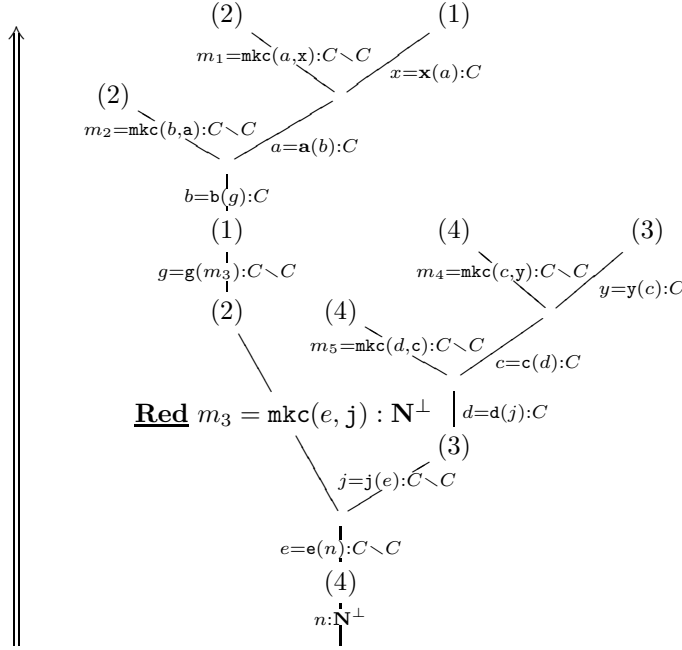 (2) (1)
m₁=mkc(a,x):C∖C
x=𝐱(a):C
(2)
m₂=mkc(b,a):C∖C
a=𝐚(b):C
b=b(g):C
(1) (4) (3)
g=g(m₃):C∖C m₄=mkc(c,y):C∖C
y=y(c):C
(2) (4)
m₅=mkc(d,c):C∖C
c=c(d):C
Red m₃ = mkc(e, j) : N⊥ d=d(j):C
(3)
j=j(e):C∖C
e=e(n):C∖C
(4)
n:N⊥